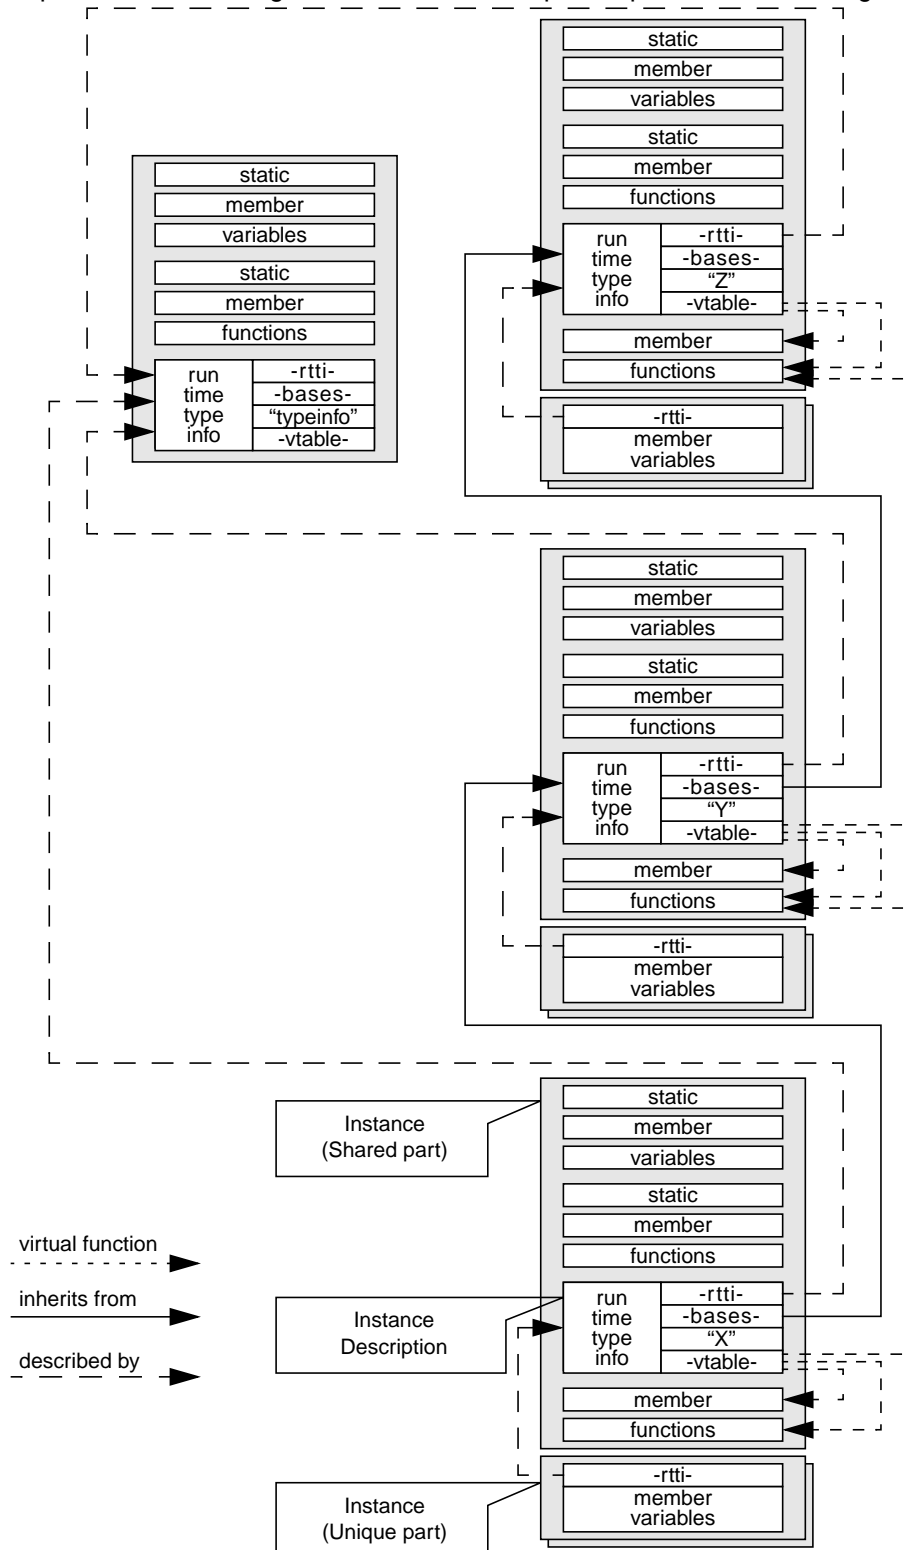 static
member
variables
static
member
functions
run
time
type
info
-rtti-
-bases-
“Z”
-vtable-
member
functions
-rtti-
member
variables
static
member
variables
static
member
functions
run
time
type
info
-rtti-
-bases-
“typeinfo”
-vtable-
static
member
variables
static
member
functions
run
time
type
info
-rtti-
-bases-
“Y”
-vtable-
member
functions
-rtti-
member
variables
Instance
(Shared part)
static
member
variables
static
member
functions
virtual function
inherits from
described by
Instance
Description
run
time
type
info
-rtti-
-bases-
“X”
-vtable-
member
functions
Instance
(Unique part)
-rtti-
member
variables